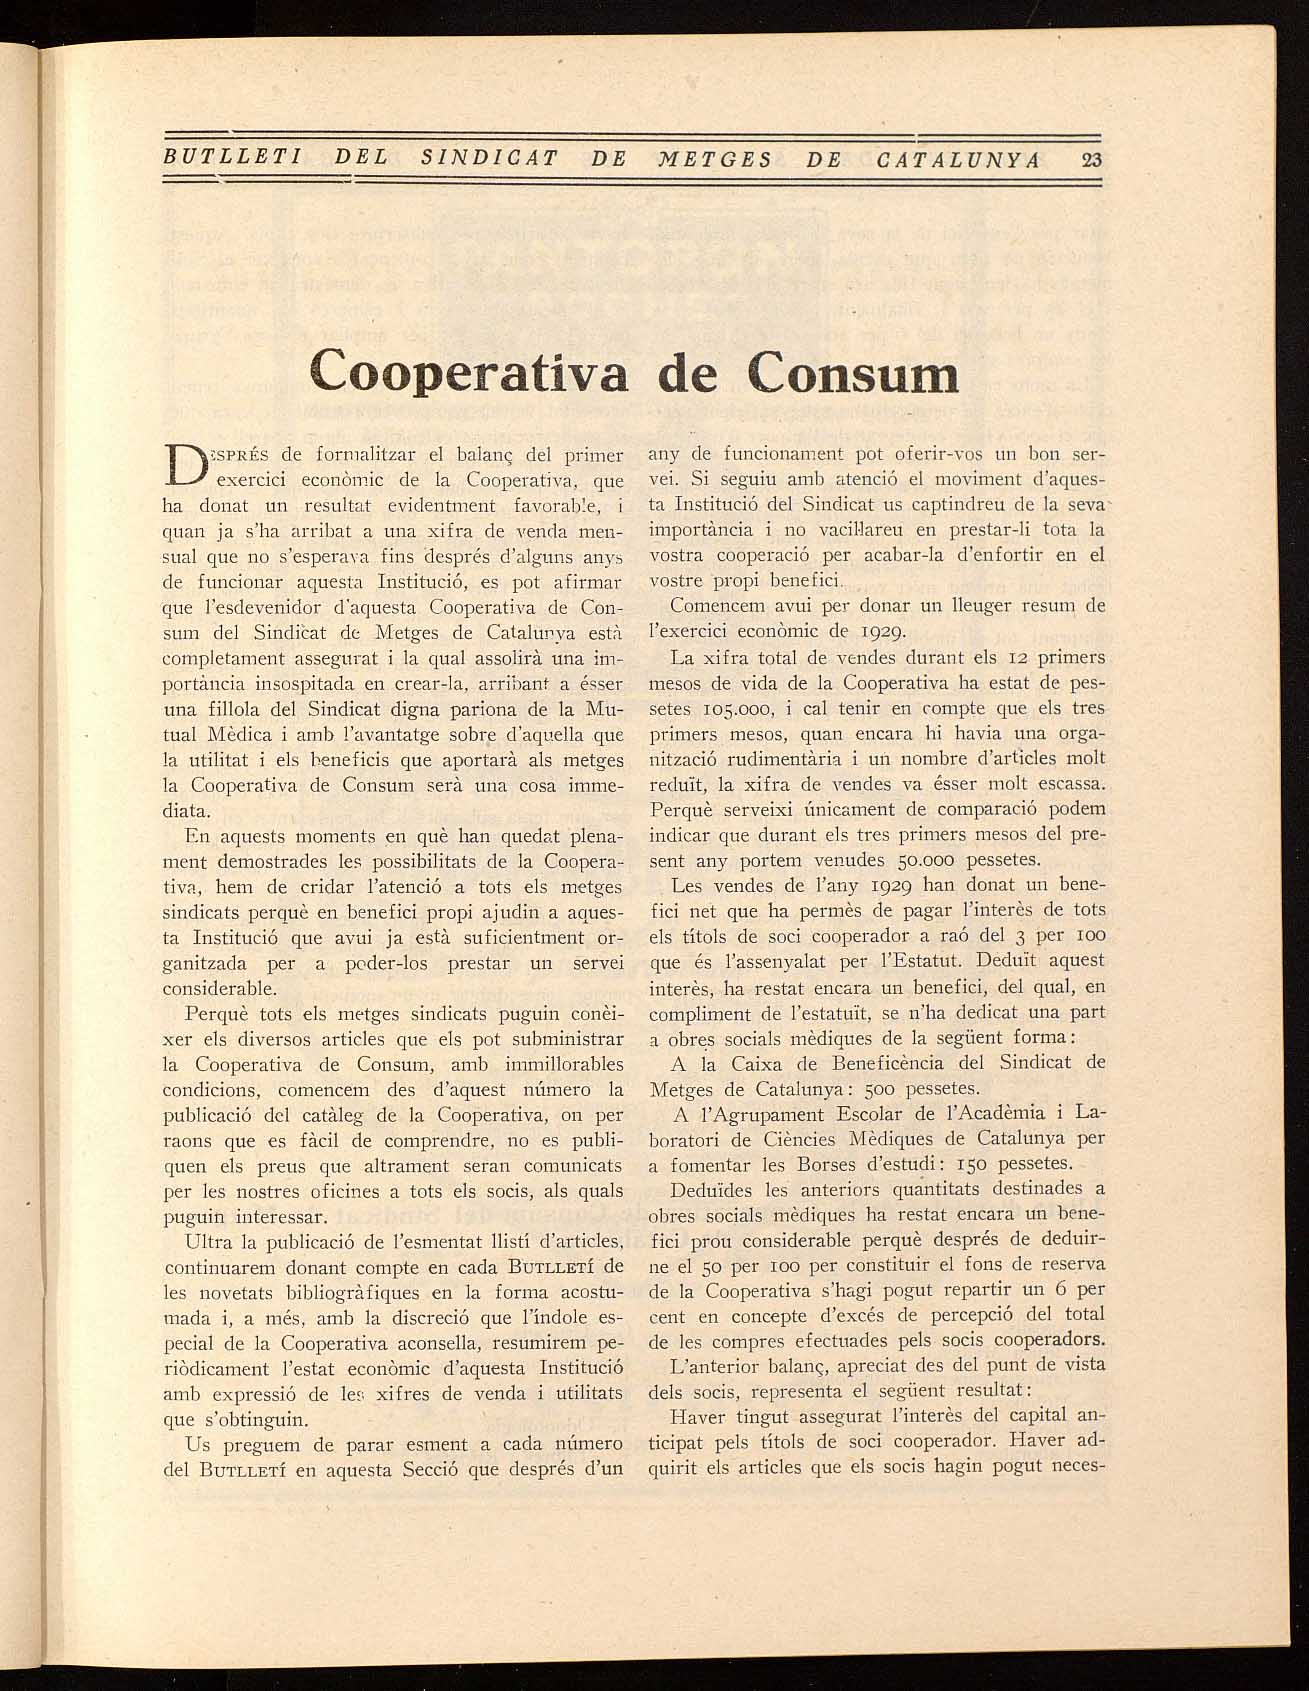 BUTLLETI DEL SINDICAT DE METGES DE CATALUNYA 23
Cooperativa de Consum
DESPRÉS de formalitzar el balanç del primer
exercici econòmic de la Cooperativa, que
ha donat un resultat evidentment favorable, i
quan ja s'ha arribat a una xifra de venda men-
sual que no s'esperava fins després d'alguns anys
de funcionar aquesta Institució, es pot afirmar
que l'esdevenidor d'aquesta Cooperativa de Con-
sum del Sindicat de Metges de Catalunya està
completament assegurat i la qual assolirà una im-
portància insospitada en crear-la, arribant a ésser
una fillola del Sindicat digna pariona de la Mu-
tual Mèdica i amb l'avantatge sobre d'aquella que
la utilitat i els beneficis que aportarà als metges
la Cooperativa de Consum serà una cosa imme-
diata.
En aquests moments en què han quedat plena-
ment demostrades les possibilitats de la Coopera-
tiva, hem de cridar l'atenció a tots els metges
sindicats perquè en benefici propi ajudin a aques-
ta Institució que avui ja està suficientment or-
ganitzada per a poder-los prestar un servei
considerable.
Perquè tots els metges sindicats puguin conèi-
xer els diversos articles que els pot subministrar
la Cooperativa de Consum, amb immillorables
condicions, comencem des d'aquest número la
publicació del catàleg de la Cooperativa, on per
raons que es fàcil de comprendre, no es publi-
quen els preus que altrament seran comunicats
per les nostres oficines a tots els socis, als quals
puguin interessar.
Ultra la publicació de l'esmentat llistí d'articles,
continuarem donant compte en cada BUTLLETÍ de
les novetats bibliogràfiques en la forma acostu-
mada i, a més, amb la discreció que l'índole es-
pecial de la Cooperativa aconsella, resumirem pe-
riòdicament l'estat econòmic d'aquesta Institució
amb expressió de les xifres de venda i utilitats
que s'obtinguin.
Us preguem de parar esment a cada número
del BUTLLETÍ en aquesta Secció que després d'un
any de funcionament pot oferir-vos un bon ser-
vei. Si seguiu amb atenció el moviment d'aques-
ta Institució del Sindicat us captindreu de la seva
importància i no vacil·lareu en prestar-li tota la
vostra cooperació per acabar-la d'enfortir en el
vostre propi benefici.
Comencem avui per donar un lleuger resum de
l'exercici econòmic de 1929.
La xifra total de vendes durant els 12 primers
mesos de vida de la Cooperativa ha estat de pes-
setes 105.000, i cal tenir en compte que els tres
primers mesos, quan encara hi havia una orga-
nització rudimentària i un nombre d'articles molt
reduït, la xifra de vendes va ésser molt escassa.
Perquè serveixi únicament de comparació podem
indicar que durant els tres primers mesos del pre-
sent any portem venudes 50.000 pessetes.
Les vendes de l'any 1929 han donat un bene-
fici net que ha permès de pagar l'interès de tots
els títols de soci cooperador a raó del 3 per 100
que és l'assenyalat per l'Estatut. Deduït aquest
interès, ha restat encara un benefici, del qual, en
compliment de l'estatuït, se n'ha dedicat una part
a obres socials mèdiques de la següent forma:
A la Caixa de Beneficència del Sindicat de
Metges de Catalunya: 500 pessetes.
A l'Agrupament Escolar de l'Acadèmia i La-
boratori de Ciències Mèdiques de Catalunya per
a fomentar les Borses d'estudi: 150 pessetes.
Deduïdes les anteriors quantitats destinades a
obres socials mèdiques ha restat encara un bene-
fici prou considerable perquè després de deduir-
ne el 50 per 100 per constituir el fons de reserva
de la Cooperativa s'hagi pogut repartir un 6 per
cent en concepte d'excés de percepció del total
de les compres efectuades pels socis cooperadors.
L'anterior balanç, apreciat des del punt de vista
dels socis, representa el següent resultat:
Haver tingut assegurat l'interès del capital an-
ticipat pels títols de soci cooperador. Haver ad-
quirit els articles que els socis hagin pogut neces-